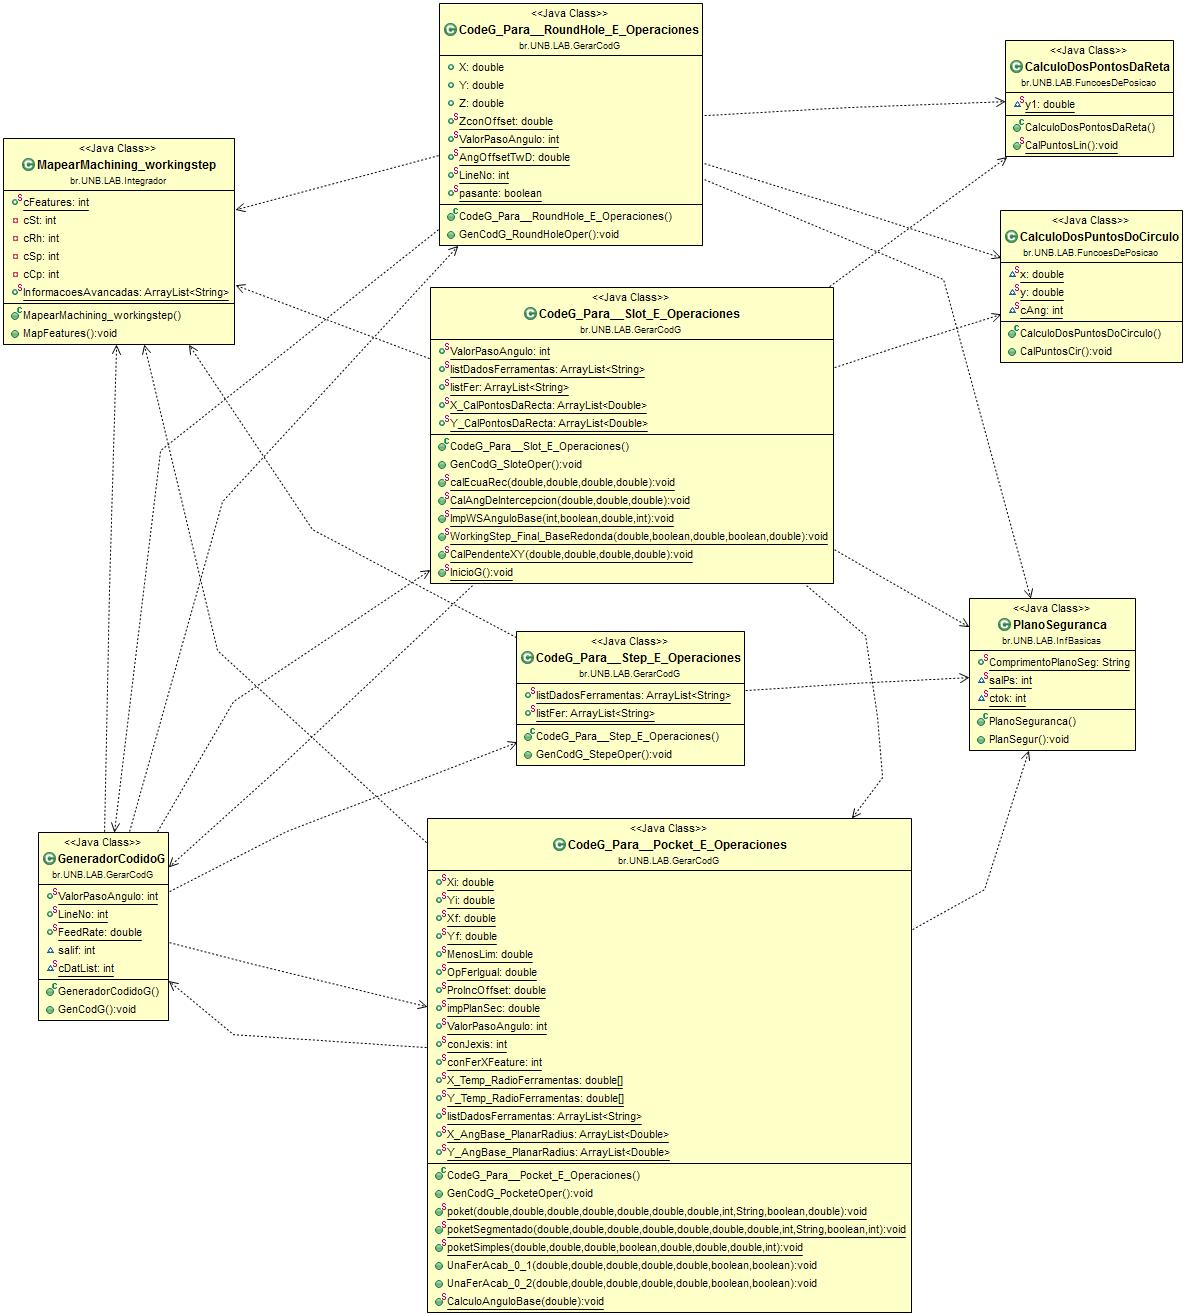 <<Java Class>>
CodeG_Para__RoundHole_E_Operaciones
br.UNB.LAB.GerarCodG
X: double
Y: double
Z: double
ZconOffset: double
ValorPasoAngulo: int
AngOffsetTwD: double
LineNo: int
pasante: boolean
CodeG_Para__RoundHole_E_Operaciones()
GenCodG_RoundHoleOper():void
<<Java Class>>
CalculoDosPontosDaReta
br.UNB.LAB.FuncoesDePosicao
y1: double
CalculoDosPontosDaReta()
CalPuntosLin():void
<<Java Class>>
MapearMachining_workingstep
br.UNB.LAB.Integrador
cFeatures: int
cSt: int
cRh: int
cSp: int
cCp: int
InformacoesAvancadas: ArrayList<String>
MapearMachining_workingstep()
MapFeatures():void
<<Java Class>>
CalculoDosPuntosDoCirculo
br.UNB.LAB.FuncoesDePosicao
x: double
y: double
cAng: int
CalculoDosPuntosDoCirculo()
CalPuntosCir():void
<<Java Class>>
CodeG_Para__Slot_E_Operaciones
br.UNB.LAB.GerarCodG
ValorPasoAngulo: int
listDadosFerramentas: ArrayList<String>
listFer: ArrayList<String>
X_CalPontosDaRecta: ArrayList<Double>
Y_CalPontosDaRecta: ArrayList<Double>
CodeG_Para__Slot_E_Operaciones()
GenCodG_SloteOper():void
calEcuaRec(double,double,double,double):void
CalAngDeIntercepcion(double,double,double):void
ImpWSAnguloBase(int,boolean,double,int):void
WorkingStep_Final_BaseRedonda(double,boolean,double,boolean,double):void
CalPendenteXY(double,double,double,double):void
InicioG():void
<<Java Class>>
PlanoSeguranca
br.UNB.LAB.InfBasicas
ComprimentoPlanoSeg: String
salPs: int
ctok: int
PlanoSeguranca()
PlanSegur():void
<<Java Class>>
CodeG_Para__Step_E_Operaciones
br.UNB.LAB.GerarCodG
listDadosFerramentas: ArrayList<String>
listFer: ArrayList<String>
CodeG_Para__Step_E_Operaciones()
GenCodG_StepeOper():void
<<Java Class>>
GeneradorCodidoG
br.UNB.LAB.GerarCodG
ValorPasoAngulo: int
LineNo: int
FeedRate: double
salif: int
cDatList: int
GeneradorCodidoG()
GenCodG():void
<<Java Class>>
CodeG_Para__Pocket_E_Operaciones
br.UNB.LAB.GerarCodG
Xi: double
Yi: double
Xf: double
Yf: double
MenosLim: double
OpFerIgual: double
ProIncOffset: double
impPlanSec: double
ValorPasoAngulo: int
conJexis: int
conFerXFeature: int
X_Temp_RadioFerramentas: double[]
Y_Temp_RadioFerramentas: double[]
listDadosFerramentas: ArrayList<String>
X_AngBase_PlanarRadius: ArrayList<Double>
Y_AngBase_PlanarRadius: ArrayList<Double>
CodeG_Para__Pocket_E_Operaciones()
GenCodG_PocketeOper():void
poket(double,double,double,double,double,double,double,int,String,boolean,double):void
poketSegmentado(double,double,double,double,double,double,double,int,String,boolean,int):void
poketSimples(double,double,double,boolean,double,double,double,int):void
UnaFerAcab_0_1(double,double,double,double,double,boolean,boolean):void
UnaFerAcab_0_2(double,double,double,double,double,boolean,boolean):void
CalculoAnguloBase(double):void